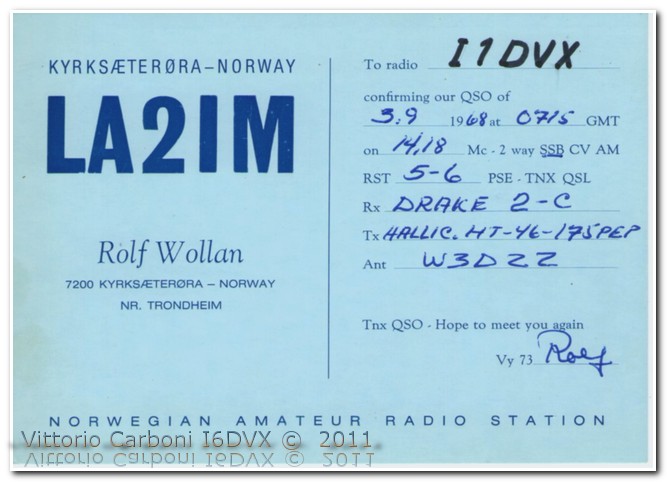 KYRKSÆTERØRA – NORWAY
LA2IM
Rolf Wollan
7200 KYRKSÆTERØRA – NORWAY
NR. TRONDHEIM
To radio I1DVX
confirming our QSO of
3.9 1968 at 0715 GMT
on 14,18 Mc - 2 way SSB CV AM
RST 5-6 PSE - TNX QSL
Rx DRAKE 2-C
Tx HALLIC. HT-46-175PEP
Ant W3DZZ
Tnx QSO - Hope to meet you again
Vy 73 Rolf
NORWEGIAN AMATEUR RADIO STATION
Vittorio Carboni I6DVX © 2011.